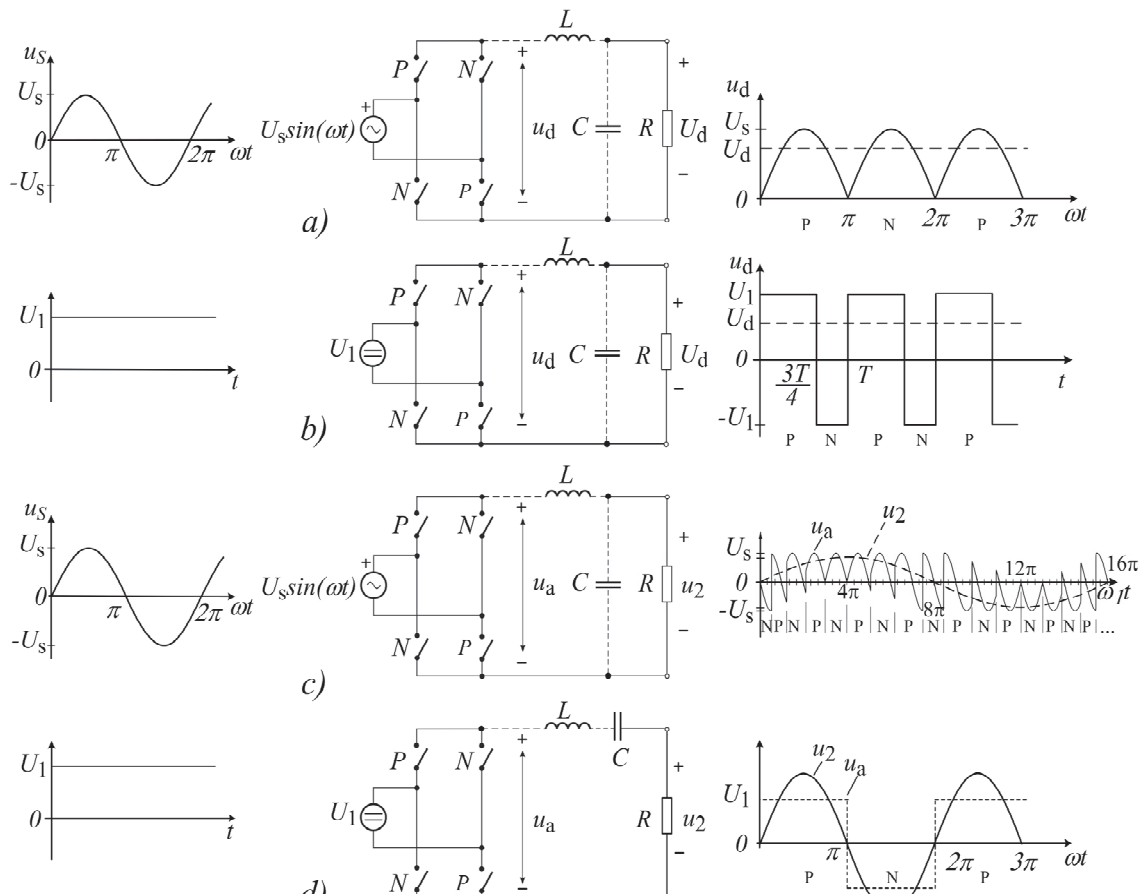 u_S
U_s
0
-U_s
π
2π
ωt
L
P
N
+
U_s sin(ωt)
+
u_d
C
R
+
U_d
−
N
P
−
a)
u_d
U_s
U_d
0
P
π
N
2π
P
3π
ωt
U_1
0
t
L
P
N
+
U_1
u_d
C
R
+
U_d
−
N
P
−
b)
u_d
U_1
U_d
0
3T/4
T
t
-U_1
P N P N P
u_S
U_s
0
-U_s
π
2π
ωt
L
P
N
+
U_s sin(ωt)
+
u_a
C
R
+
u_2
−
N
P
−
c)
u_a
u_2
U_s
0
-U_s
4π
8π
12π
16π
ω_1t
N P N P N P N P N P N P N P N P ...
U_1
0
t
L
C
P
N
+
U_1
u_a
R
+
u_2
−
N
P
−
d)
u_2
u_a
U_1
0
π
2π
3π
ωt
P
N
P